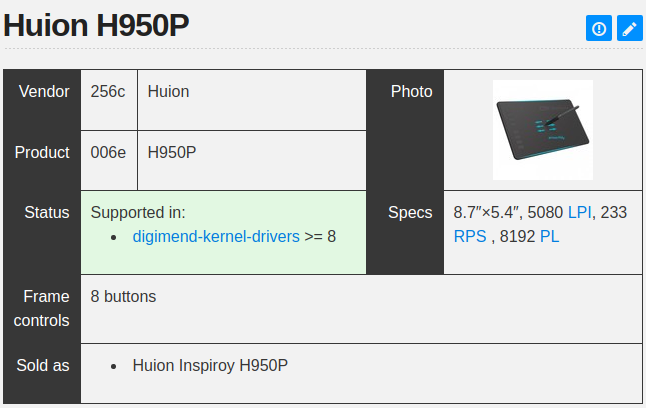 Huion H950P
Vendor 256c Huion Photo
Product 006e H950P
Status Supported in: Specs 8.7″×5.4″, 5080 LPI, 233
• digimend-kernel-drivers >= 8 RPS , 8192 PL
Frame 8 buttons
controls
Sold as • Huion Inspiroy H950P